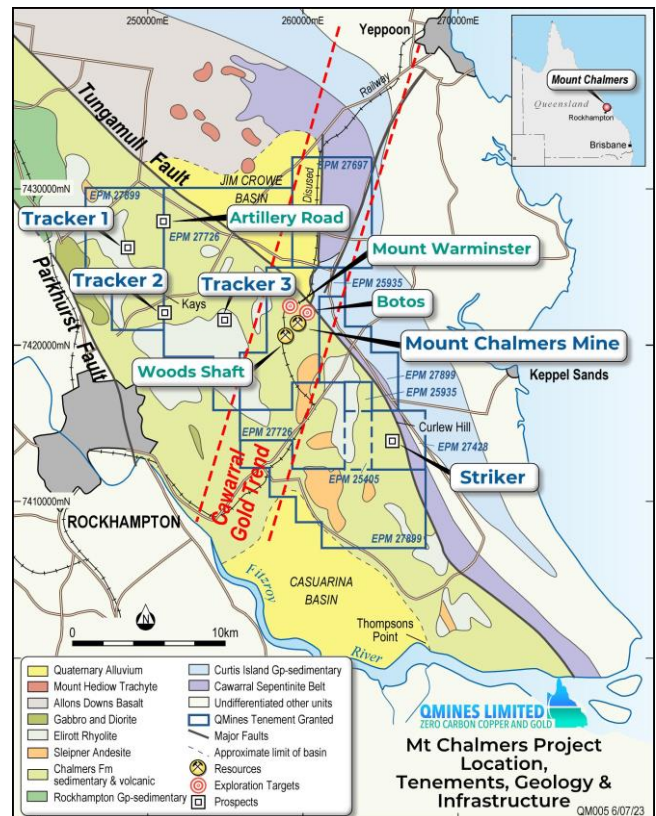 250000mE
260000mE
270000mE
Yeppoon
Railway
Mount Chalmers
Queensland
Rockhampton
Brisbane
Tungamull Fault
JIM CROWE
BASIN
Disused
EPM 27697
7430000mN
EPM 27899
Tracker 1
Artillery Road
EPM 27726
Mount Warminster
Tracker 2
Tracker 3
Kays
EPM 25935
Botos
Parkhurst Fault
7420000mN
Mount Chalmers Mine
Woods Shaft
EPM 27899
Keppel Sands
EPM 25935
Curlew Hill
EPM 27726
EPM 27428
Striker
EPM 25405
7410000mN
Cawarral
Gold Trend
ROCKHAMPTON
EPM 27899
Fitzroy
CASUARINA
BASIN
N
0
10km
Thompsons
Point
River
Quaternary Alluvium
Mount Hediow Trachyte
Allons Downs Basalt
Gabbro and Diorite
Elirott Rhyolite
Sleipner Andesite
Chalmers Fm
sedimentary & volcanic
Rockhampton Gp-sedimentary
Curtis Island Gp-sedimentary
Cawarral Sepentinite Belt
Undifferentiated other units
QMines Tenement Granted
Major Faults
Approximate limit of basin
Resources
Exploration Targets
Prospects
QMINES LIMITED
ZERO CARBON COPPER AND GOLD
Mt Chalmers Project
Location,
Tenements, Geology &
Infrastructure
QM005 6/07/23